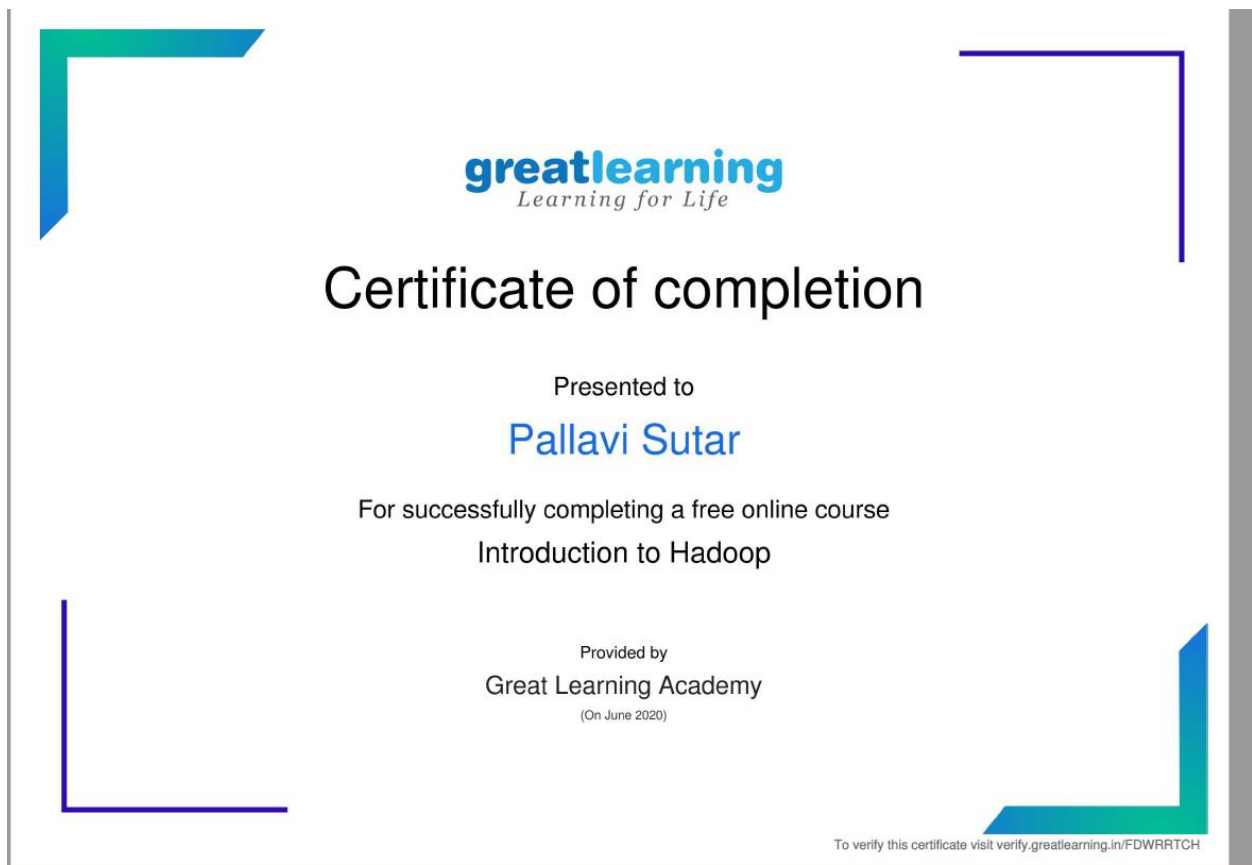 greatlearning
Learning for Life
Certificate of completion
Presented to
Pallavi Sutar
For successfully completing a free online course
Introduction to Hadoop
Provided by
Great Learning Academy
(On June 2020)
To verify this certificate visit verify.greatlearning.in/FDWRRTCH